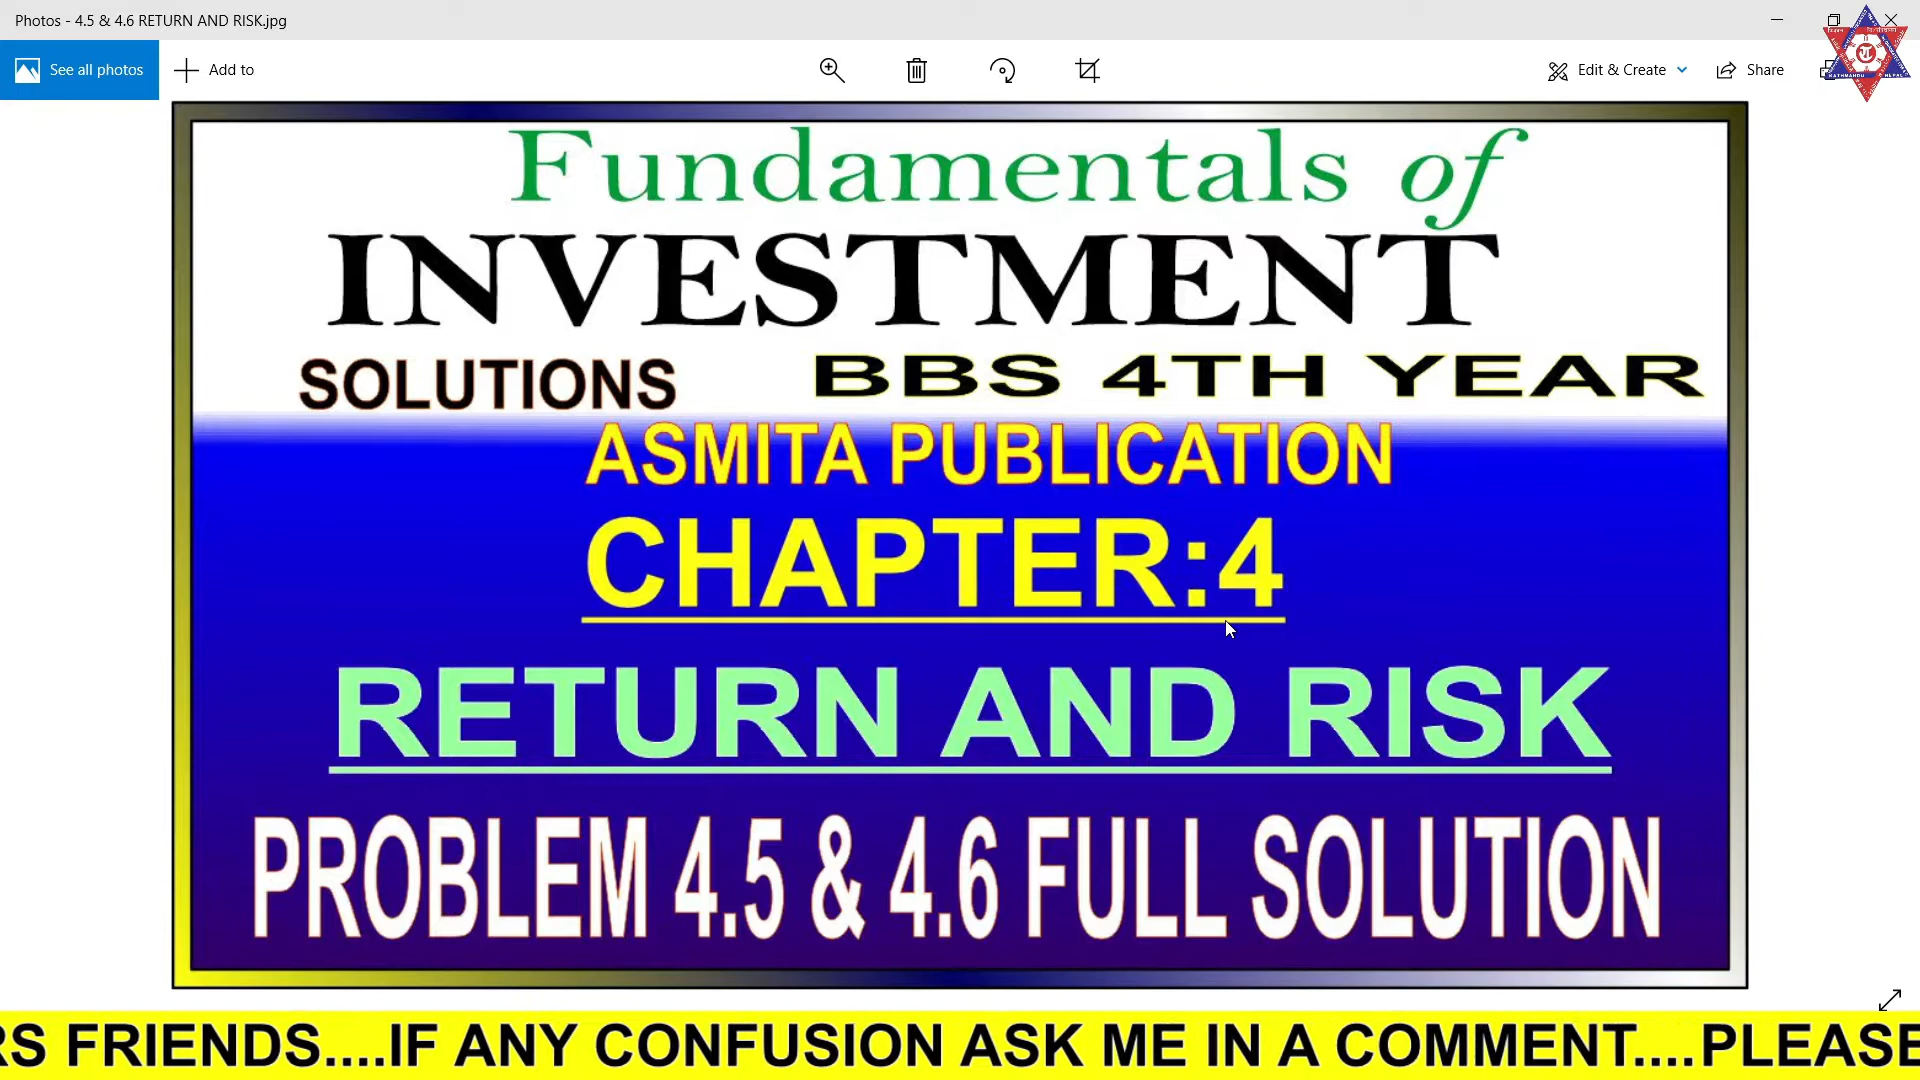 Photos - 4.5 & 4.6 RETURN AND RISK.jpg
See all photos
Add to
Edit & Create
Share
Fundamentals of
INVESTMENT
SOLUTIONS BBS 4TH YEAR
ASMITA PUBLICATION
CHAPTER:4
RETURN AND RISK
PROBLEM 4.5 & 4.6 FULL SOLUTION
RS FRIENDS....IF ANY CONFUSION ASK ME IN A COMMENT....PLEASE